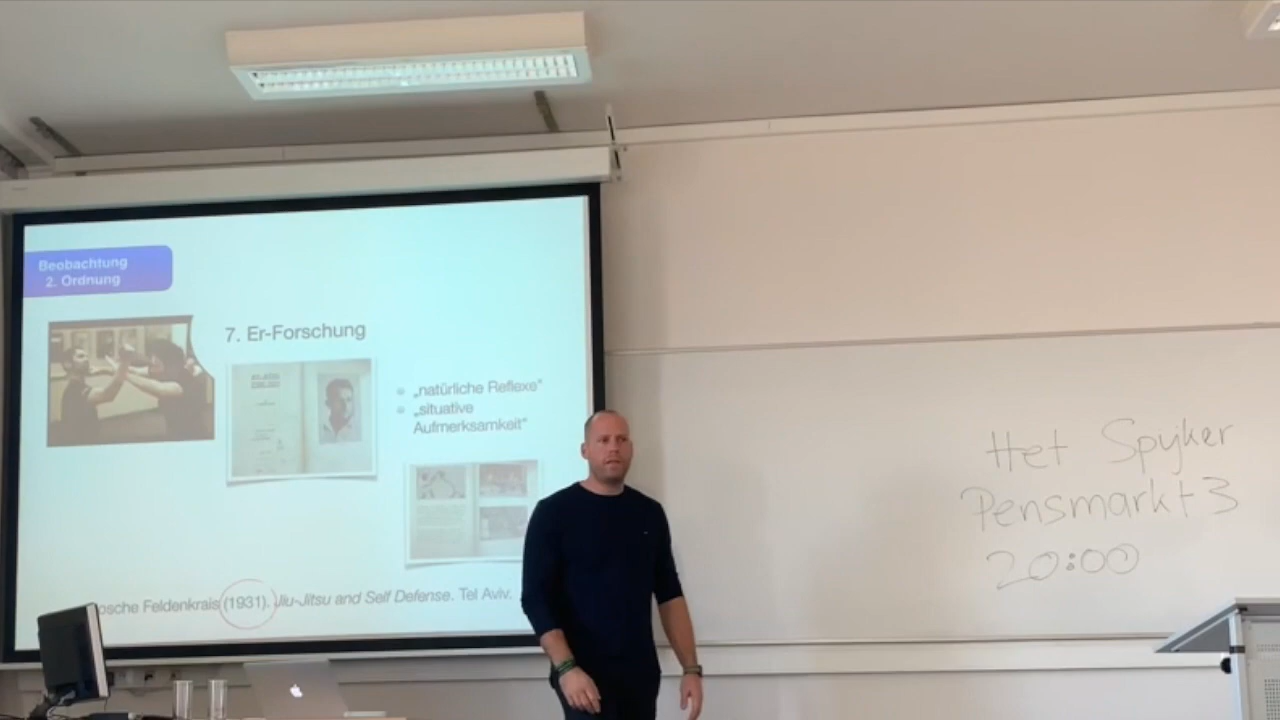 Beobachtung
2. Ordnung
7. Er-Forschung
„natürliche Reflexe“
„situative
Aufmerksamkeit“
Feldenkrais (1931). Jiu-Jitsu and Self Defense. Tel Aviv.
Het Spyker
Pensmarkt 3
20:00